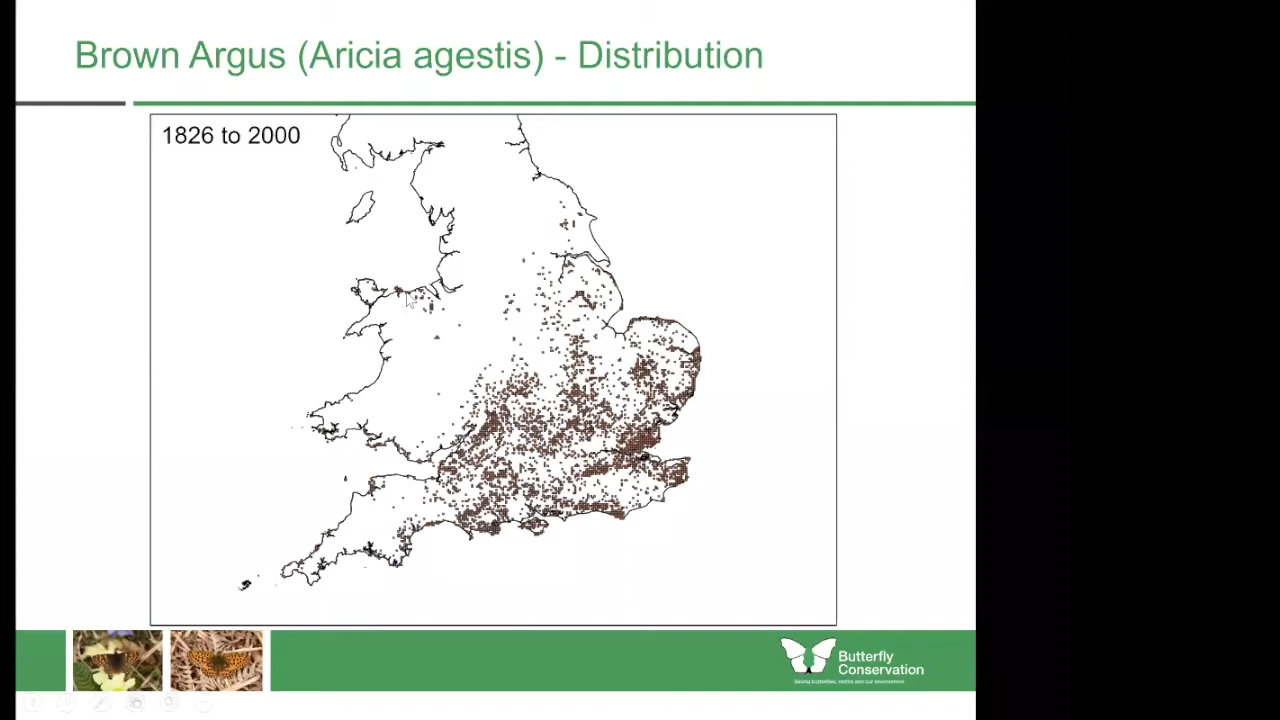 Brown Argus (Aricia agestis) - Distribution
1826 to 2000
Butterfly
Conservation
Saving butterflies, moths and our environment